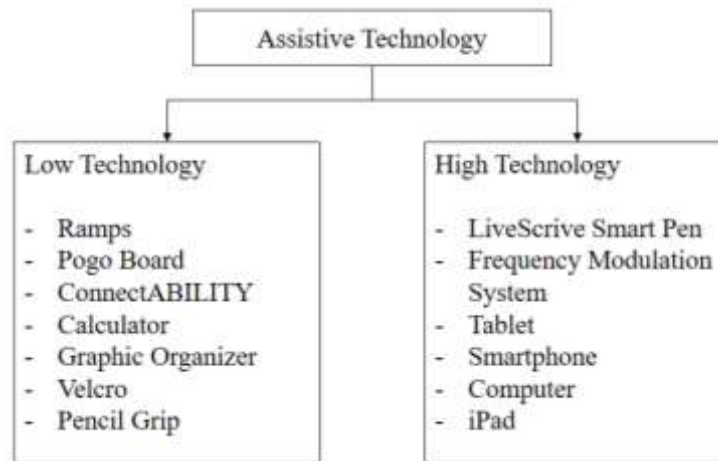 Assistive Technology
Low Technology
- Ramps
- Pogo Board
- ConnectABILITY
- Calculator
- Graphic Organizer
- Velcro
- Pencil Grip
High Technology
- LiveScrive Smart Pen
- Frequency Modulation
System
- Tablet
- Smartphone
- Computer
- iPad